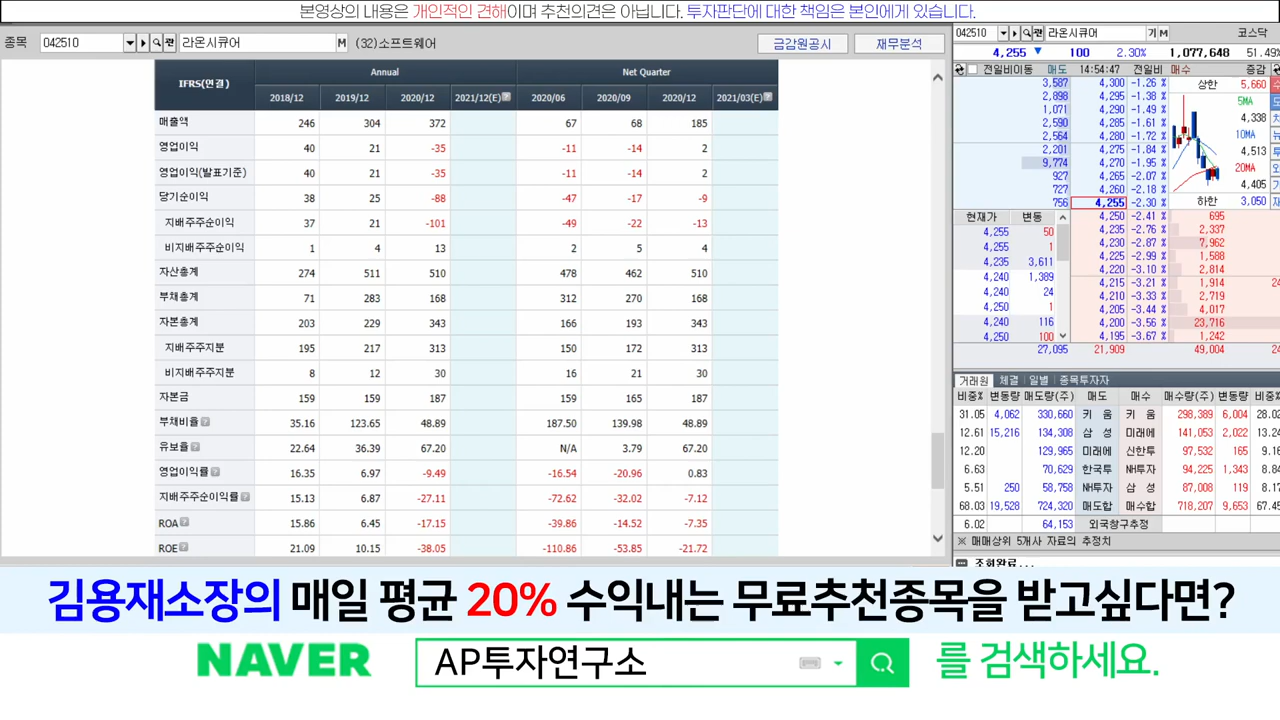 본영상의 내용은 개인적인 견해이며 추천의견은 아닙니다. 투자판단에 대한 책임은 본인에게 있습니다.
종목 042510 라온시큐어 M (32)소프트웨어 금감원공시 재무분석
IFRS(연결) Annual Net Quarter
2018/12 2019/12 2020/12 2021/12(E) 2020/06 2020/09 2020/12 2021/03(E)
매출액 246 304 372 67 68 185
영업이익 40 21 -35 -11 -14 2
영업이익(발표기준) 40 21 -35 -11 -14 2
당기순이익 38 25 -88 -47 -17 -9
지배주주순이익 37 21 -101 -49 -22 -13
비지배주주순이익 1 4 13 2 5 4
자산총계 274 511 510 478 462 510
부채총계 71 283 168 312 270 168
자본총계 203 229 343 166 193 343
지배주주지분 195 217 313 150 172 313
비지배주주지분 8 12 30 16 21 30
자본금 159 159 187 159 165 187
부채비율 35.16 123.65 48.89 187.50 139.98 48.89
유보율 22.64 36.39 67.20 N/A 3.79 67.20
영업이익률 16.35 6.97 -9.49 -16.54 -20.96 0.83
지배주주순이익률 15.13 6.87 -27.11 -72.62 -32.02 -7.12
ROA 15.86 6.45 -17.15 -39.86 -14.52 -7.35
ROE 21.09 10.15 -38.05 -110.86 -53.85 -21.72
042510 라온시큐어 기 M 코스닥
4,255 ▼ 100 2.30% 1,077,648
전일비이동 매도 14:54:47 전일비 매수 증감
3,587 4,300 -1.26 % 상한 5,660
2,898 4,295 -1.38 % 5MA
1,071 4,290 -1.49 % 4,338
2,590 4,285 -1.61 %
2,564 4,280 -1.72 % 10MA
2,201 4,275 -1.84 % 4,513
9,774 4,270 -1.95 %
927 4,265 -2.07 % 20MA
727 4,260 -2.18 % 4,405
756 4,255 -2.30 % 하한 3,050
현재가 변동 4,250 -2.41 % 695
4,255 50 4,235 -2.76 % 2,337
4,255 1 4,230 -2.87 % 7,962
4,235 3,611 4,225 -2.99 % 1,588
4,240 1,389 4,220 -3.10 % 2,814
4,240 24 4,215 -3.21 % 1,914
4,250 1 4,210 -3.33 % 2,719
4,205 -3.44 % 4,017
4,240 116 4,200 -3.56 % 23,716
4,250 100 4,195 -3.67 % 1,242
27,095 21,909 49,004
거래원 체결 일별 종목투자자
비중% 변동량 매도량(주) 매도 매수 매수량(주) 변동량 비중%
31.05 4,062 330,660 키 움 키 움 298,389 6,004
12.61 15,216 134,308 삼 성 미래에 141,053 2,022
12.20 129,965 미래에 신한투 97,532 165
6.63 70,629 한국투 NH투자 94,225 1,343
5.51 250 58,758 NH투자 삼 성 87,008 119
68.03 19,528 724,320 매도합 매수합 718,207 9,653
6.02 64,153 외국창구추정
※ 매매상위 5개사 자료의 추정치
조회완료...
김용재소장의 매일 평균 20% 수익내는 무료추천종목을 받고싶다면?
NAVER AP투자연구소 를 검색하세요.